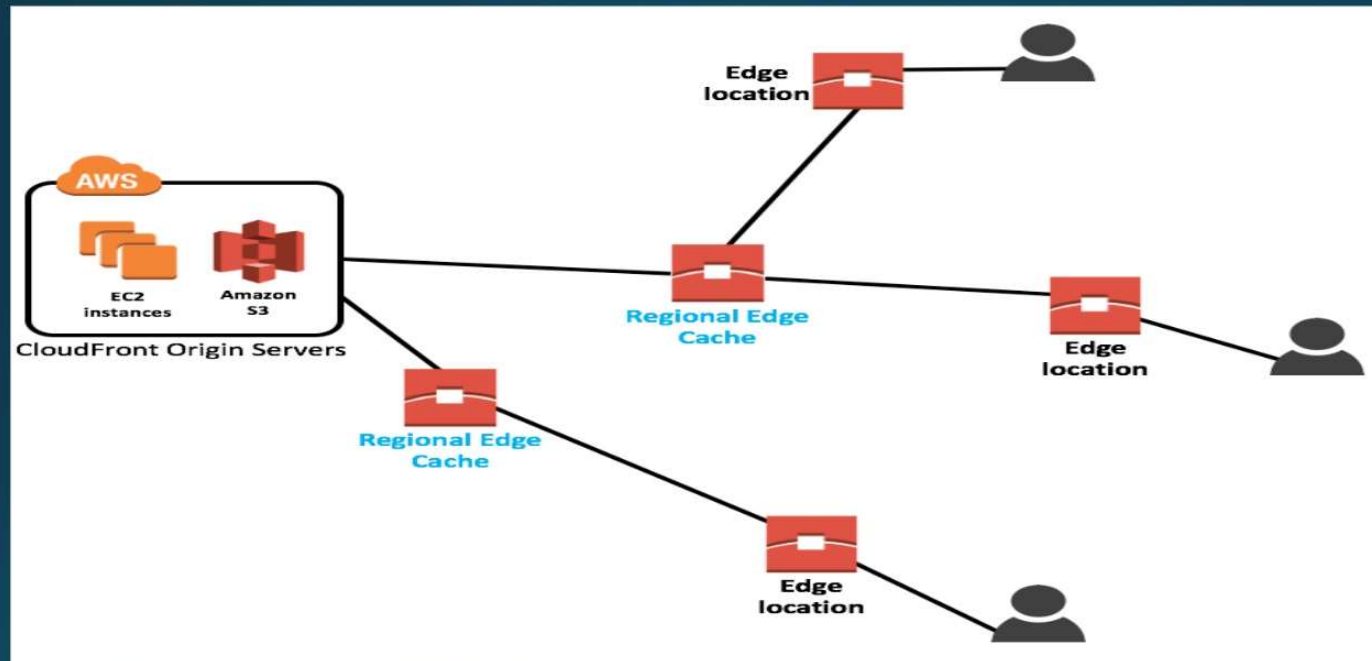 Edge
location
AWS
EC2
instances
Amazon
S3
CloudFront Origin Servers
Regional Edge
Cache
Edge
location
Regional Edge
Cache
Edge
location